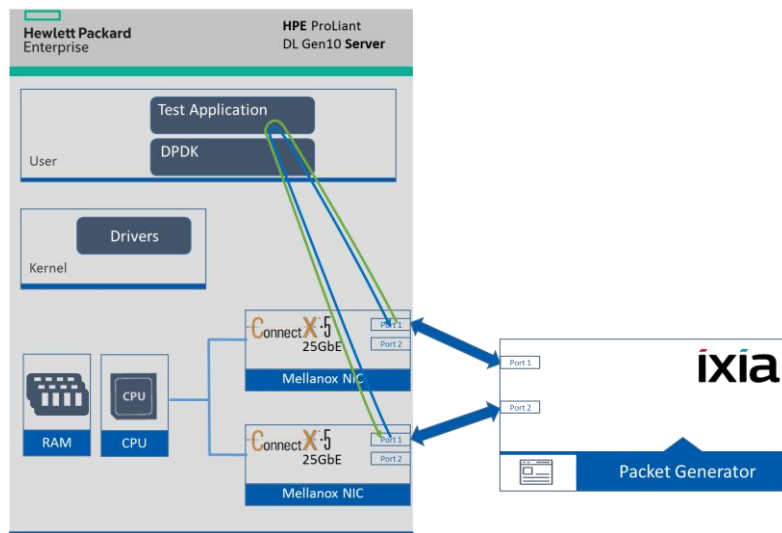 Hewlett Packard
Enterprise
HPE ProLiant
DL Gen10 Server
Test Application
DPDK
User
Drivers
Kernel
ConnectX·5
25GbE
Port 1
Port 2
Mellanox NIC
RAM
CPU
CPU
ConnectX·5
25GbE
Port 1
Port 2
Mellanox NIC
Port 1
Port 2
ixia
Packet Generator